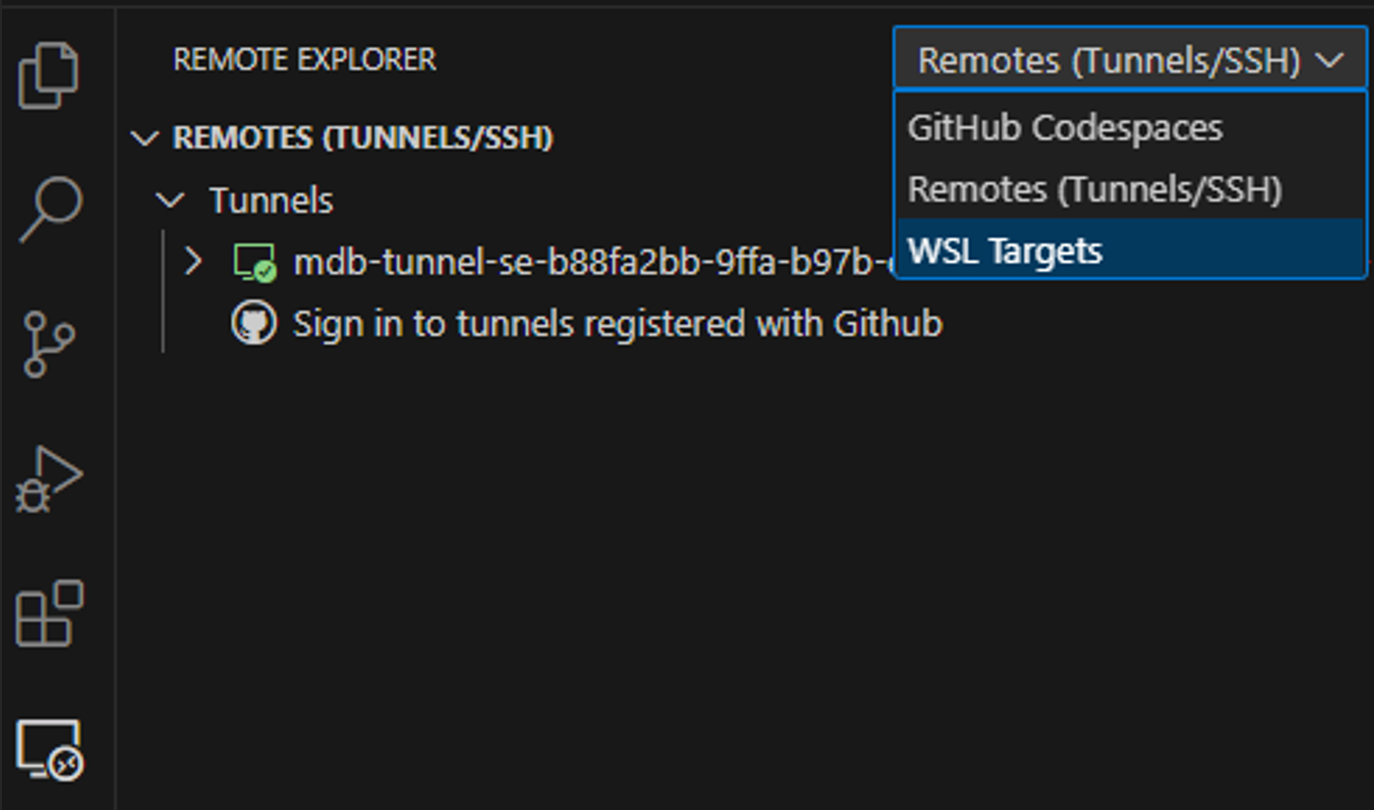 REMOTE EXPLORER
Remotes (Tunnels/SSH)
GitHub Codespaces
Remotes (Tunnels/SSH)
WSL Targets
REMOTES (TUNNELS/SSH)
Tunnels
mdb-tunnel-se-b88fa2bb-9ffa-b97b-
Sign in to tunnels registered with Github